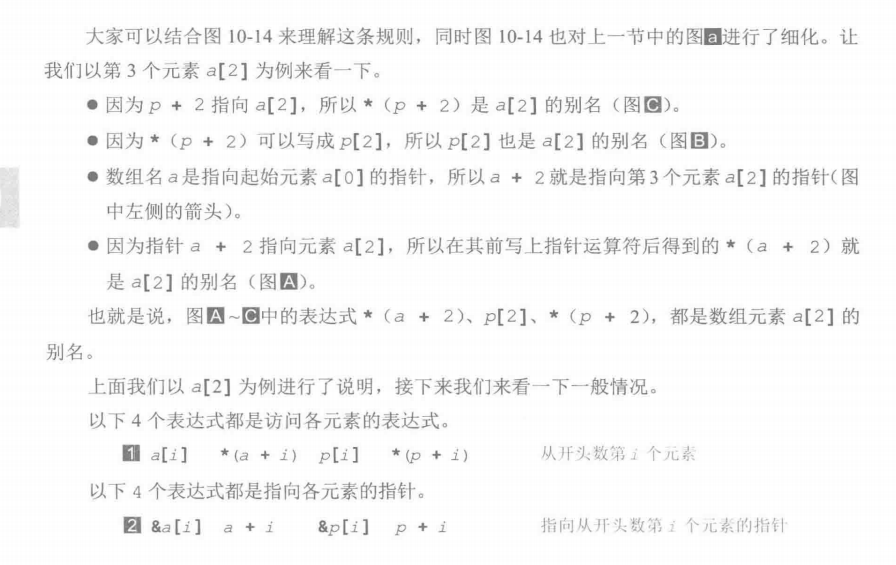 大家可以结合图 10-14 来理解这条规则，同时图 10-14 也对上一节中的图a进行了细化。让
我们以第 3 个元素 a[2] 为例来看一下。
● 因为 p + 2 指向 a[2]，所以 *（p + 2）是 a[2] 的别名（图C）。
● 因为 *（p + 2）可以写成 p[2]，所以 p[2] 也是 a[2] 的别名（图B）。
● 数组名 a 是指向起始元素 a[0] 的指针，所以 a + 2 就是指向第 3 个元素 a[2] 的指针（图
中左侧的箭头）。
● 因为指针 a + 2 指向元素 a[2]，所以在其前写上指针运算符后得到的 *（a + 2）就
是 a[2] 的别名（图A）。
也就是说，图A~C中的表达式 *（a + 2）、p[2]、*（p + 2），都是数组元素 a[2] 的
别名。
上面我们以 a[2] 为例进行了说明，接下来我们来看一下一般情况。
以下 4 个表达式都是访问各元素的表达式。
1 a[i] *(a + i) p[i] *(p + i) 从开头数第 i 个元素
以下 4 个表达式都是指向各元素的指针。
2 &a[i] a + i &p[i] p + i 指向从开头数第 i 个元素的指针